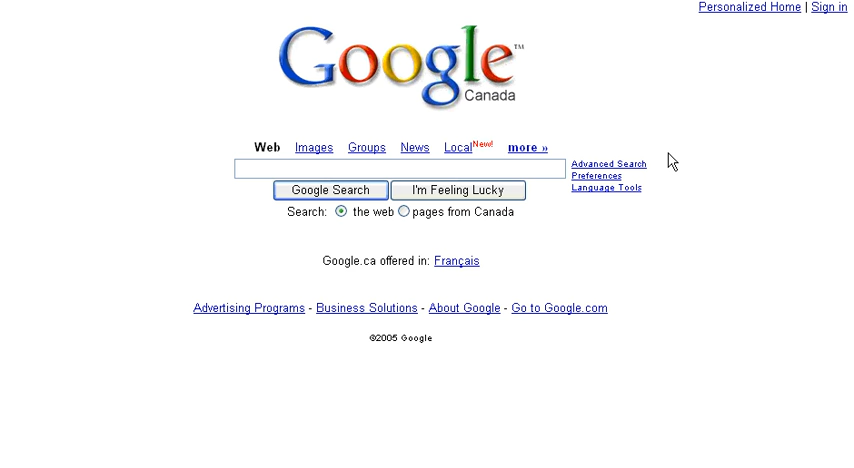 Personalized Home | Sign in
Google™
Canada
Web Images Groups News Local New! more »
Advanced Search
Preferences
Language Tools
Google Search I'm Feeling Lucky
Search: the web pages from Canada
Google.ca offered in: Français
Advertising Programs - Business Solutions - About Google - Go to Google.com
©2005 Google